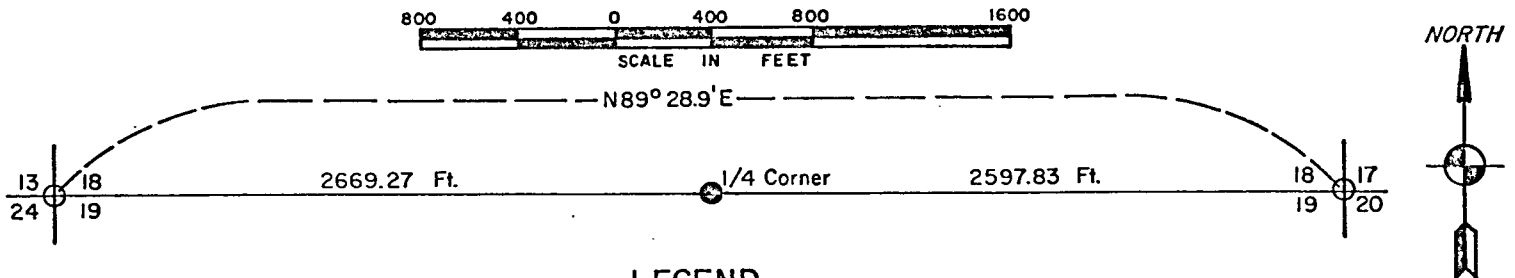 800 400 0 400 800 1600
SCALE IN FEET
NORTH
N89° 28.9' E
13 18 2669.27 Ft. 1/4 Corner 2597.83 Ft. 18 17
24 19 19 20
LEGEND